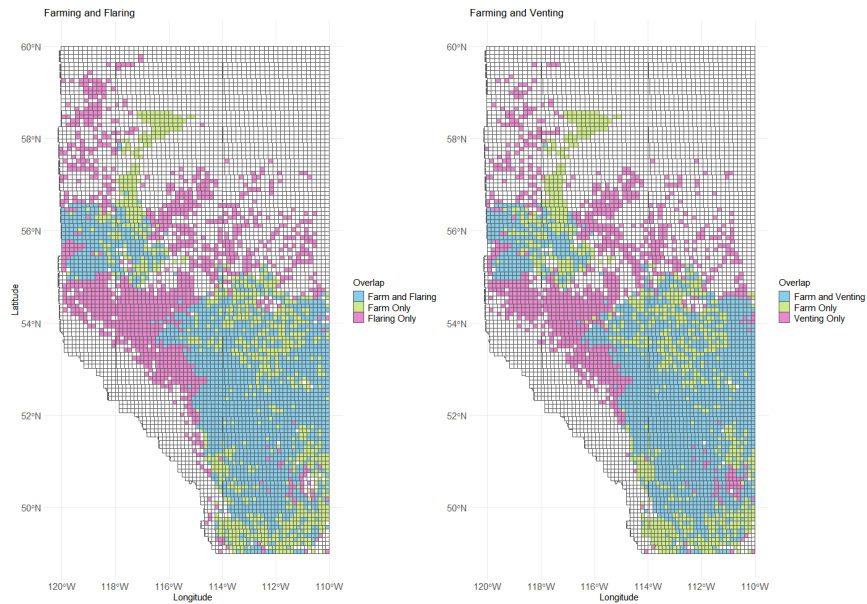 Farming and Flaring
60°N
58°N
56°N
54°N
52°N
50°N
Latitude
120°W 118°W 116°W 114°W 112°W 110°W
Longitude
Overlap
Farm and Flaring
Farm Only
Flaring Only
Farming and Venting
60°N
58°N
56°N
54°N
52°N
50°N
120°W 118°W 116°W 114°W 112°W 110°W
Longitude
Overlap
Farm and Venting
Farm Only
Venting Only